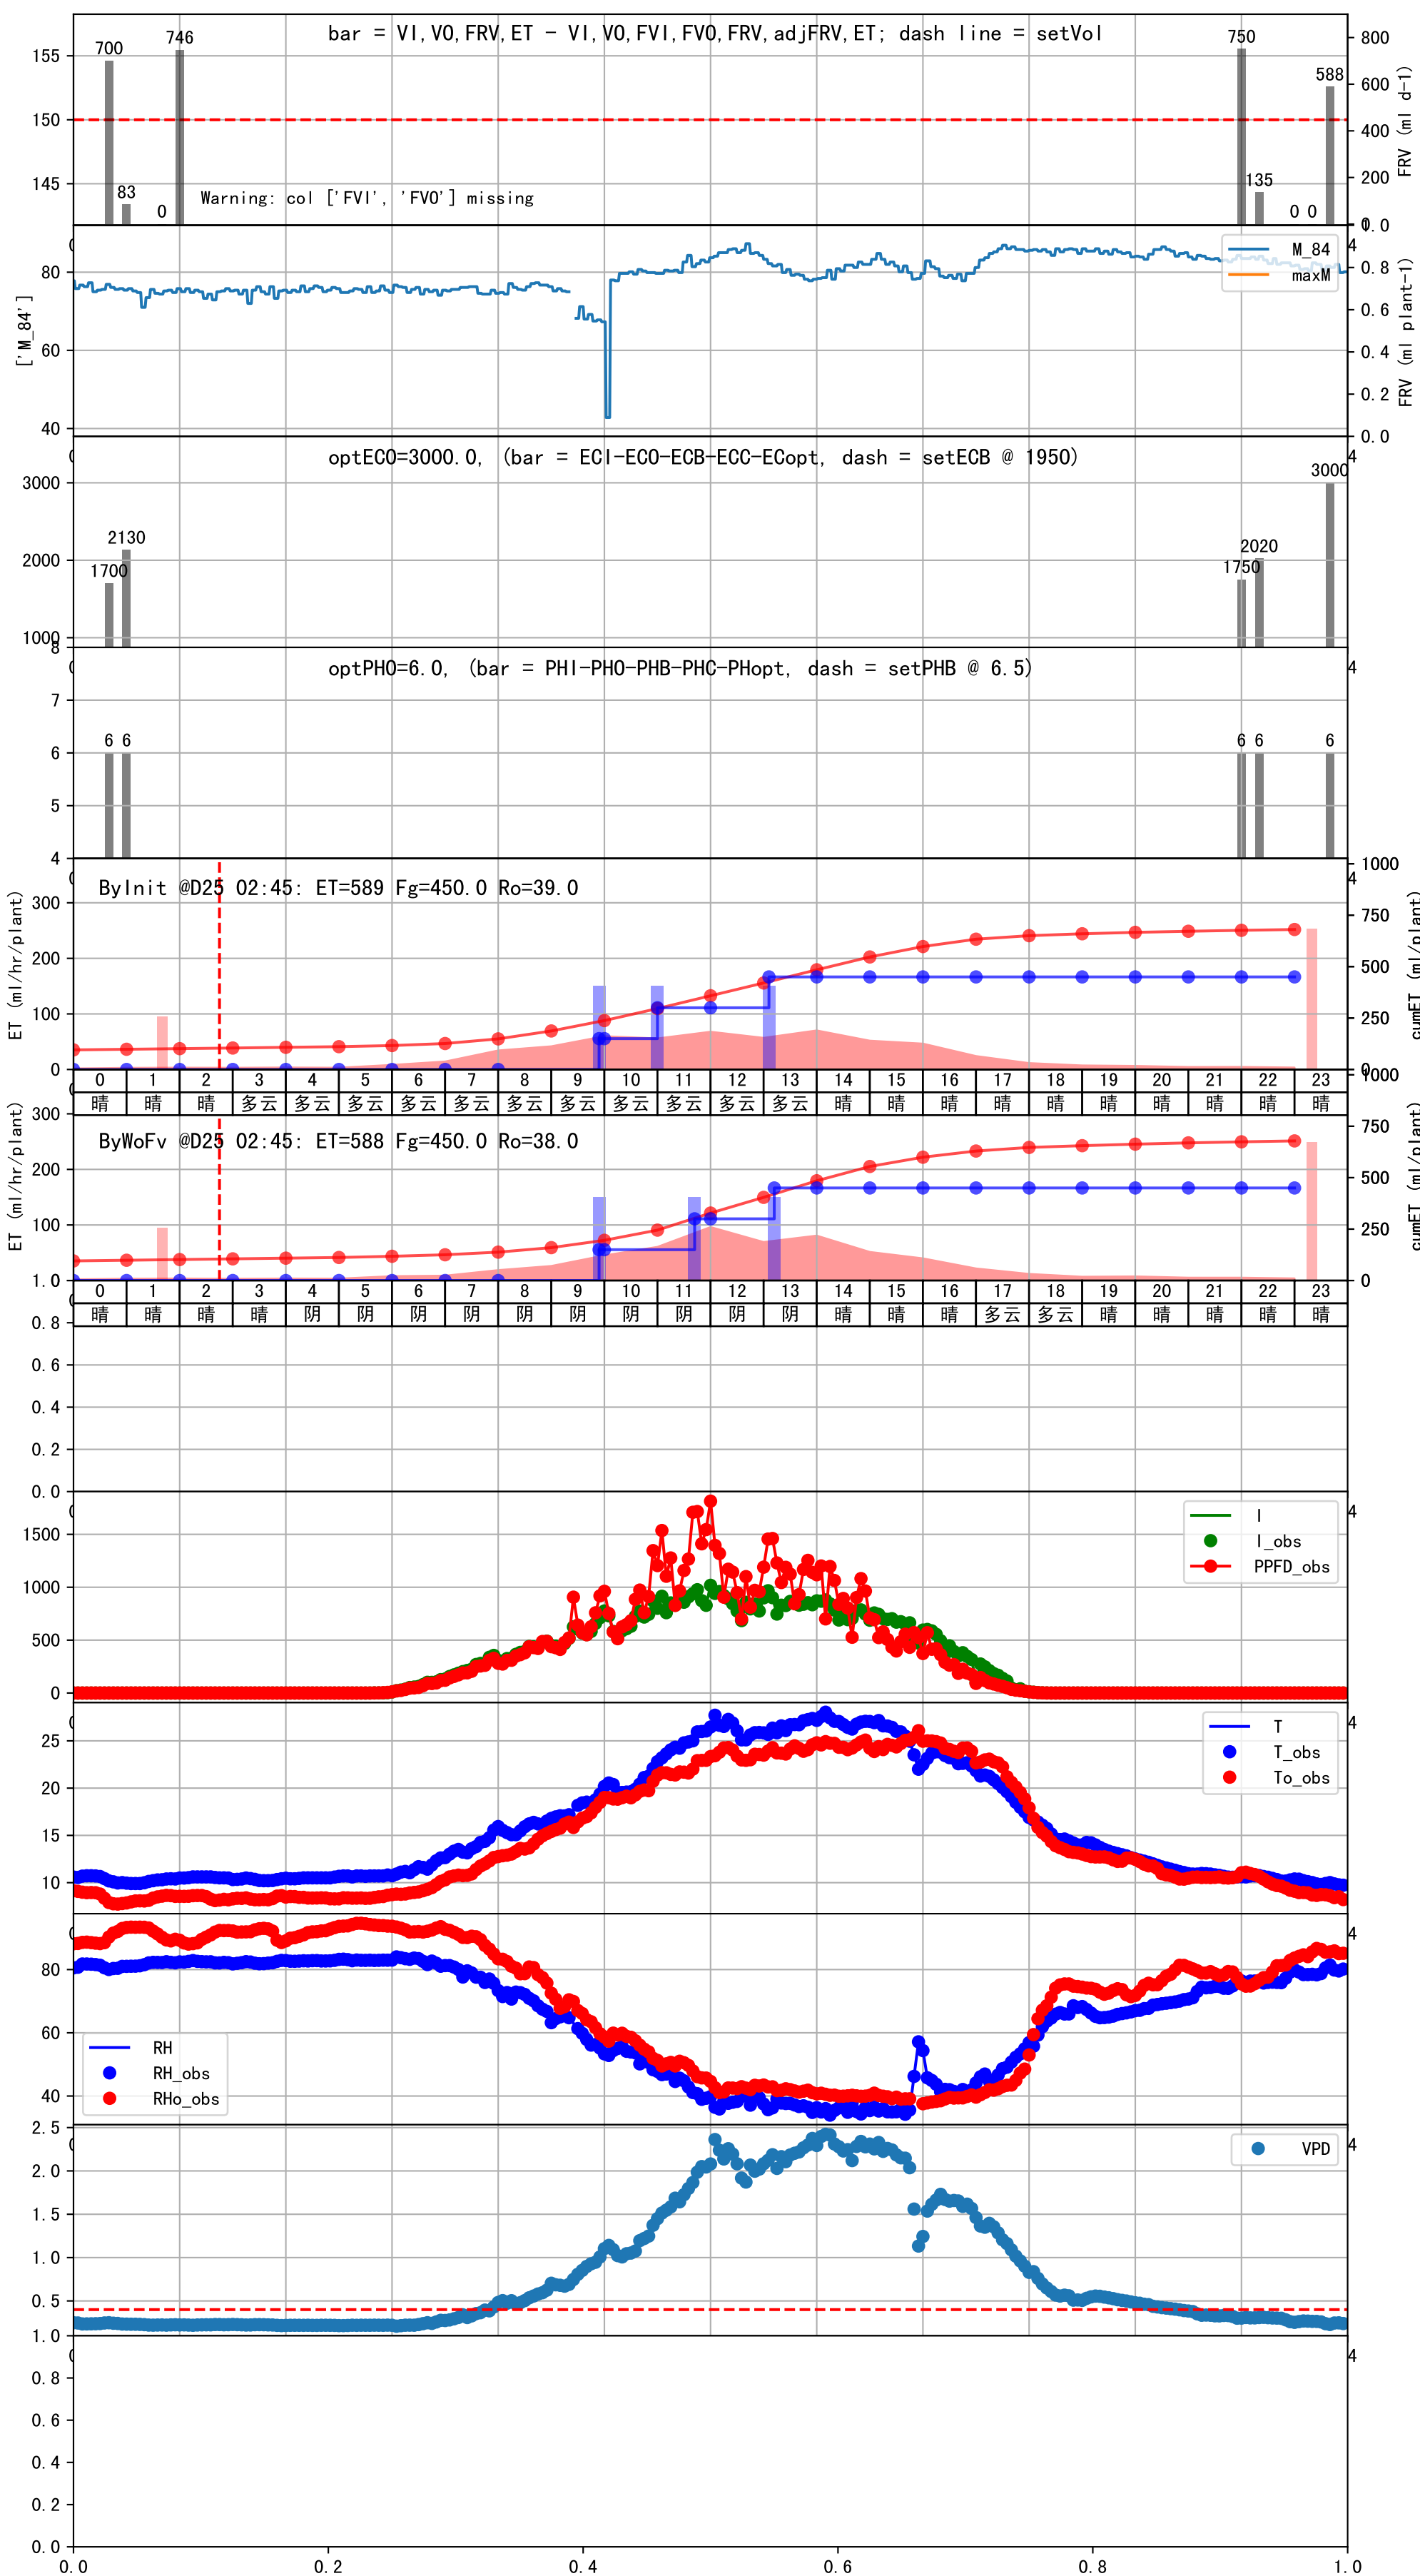 bar = VI,VO,FRV,ET - VI,VO,FVI,FVO,FRV,adjFRV,ET; dash line = setVol
700
83
0
746
750
135
0 0
588
Warning: col ['FVI', 'FVO'] missing
155
150
145
800
600
400
200
0
FRV (ml d-1)
['M_84']
80
60
40
M_84
maxM
1.0
0.8
0.6
0.4
0.2
0.0
FRV (ml plant-1)
optECO=3000.0, (bar = ECI-ECO-ECB-ECC-ECopt, dash = setECB @ 1950)
3000
2000
1000
1700
2130
1750
2020
3000
optPHO=6.0, (bar = PHI-PHO-PHB-PHC-PHopt, dash = setPHB @ 6.5)
8
7
6
5
4
6 6
6 6
6
ByInit @D25 02:45: ET=589 Fg=450.0 Ro=39.0
ET (ml/hr/plant)
300
200
100
0
1000
750
500
250
0
cumET (ml/plant)
0 1 2 3 4 5 6 7 8 9 10 11 12 13 14 15 16 17 18 19 20 21 22 23
晴 晴 晴 多云 多云 多云 多云 多云 多云 多云 多云 多云 多云 多云 晴 晴 晴 晴 晴 晴 晴 晴 晴 晴
ByWoFv @D25 02:45: ET=588 Fg=450.0 Ro=38.0
ET (ml/hr/plant)
300
200
100
1000
750
500
250
0
cumET (ml/plant)
0 1 2 3 4 5 6 7 8 9 10 11 12 13 14 15 16 17 18 19 20 21 22 23
晴 晴 晴 晴 阴 阴 阴 阴 阴 阴 阴 阴 阴 阴 晴 晴 晴 多云 多云 晴 晴 晴 晴 晴
1.0
0.8
0.6
0.4
0.2
0.0
1500
1000
500
0
I
I_obs
PPFD_obs
25
20
15
10
T
T_obs
To_obs
80
60
40
RH
RH_obs
RHo_obs
2.5
2.0
1.5
1.0
0.5
VPD
1.0
0.8
0.6
0.4
0.2
0.0
0.0 0.2 0.4 0.6 0.8 1.0